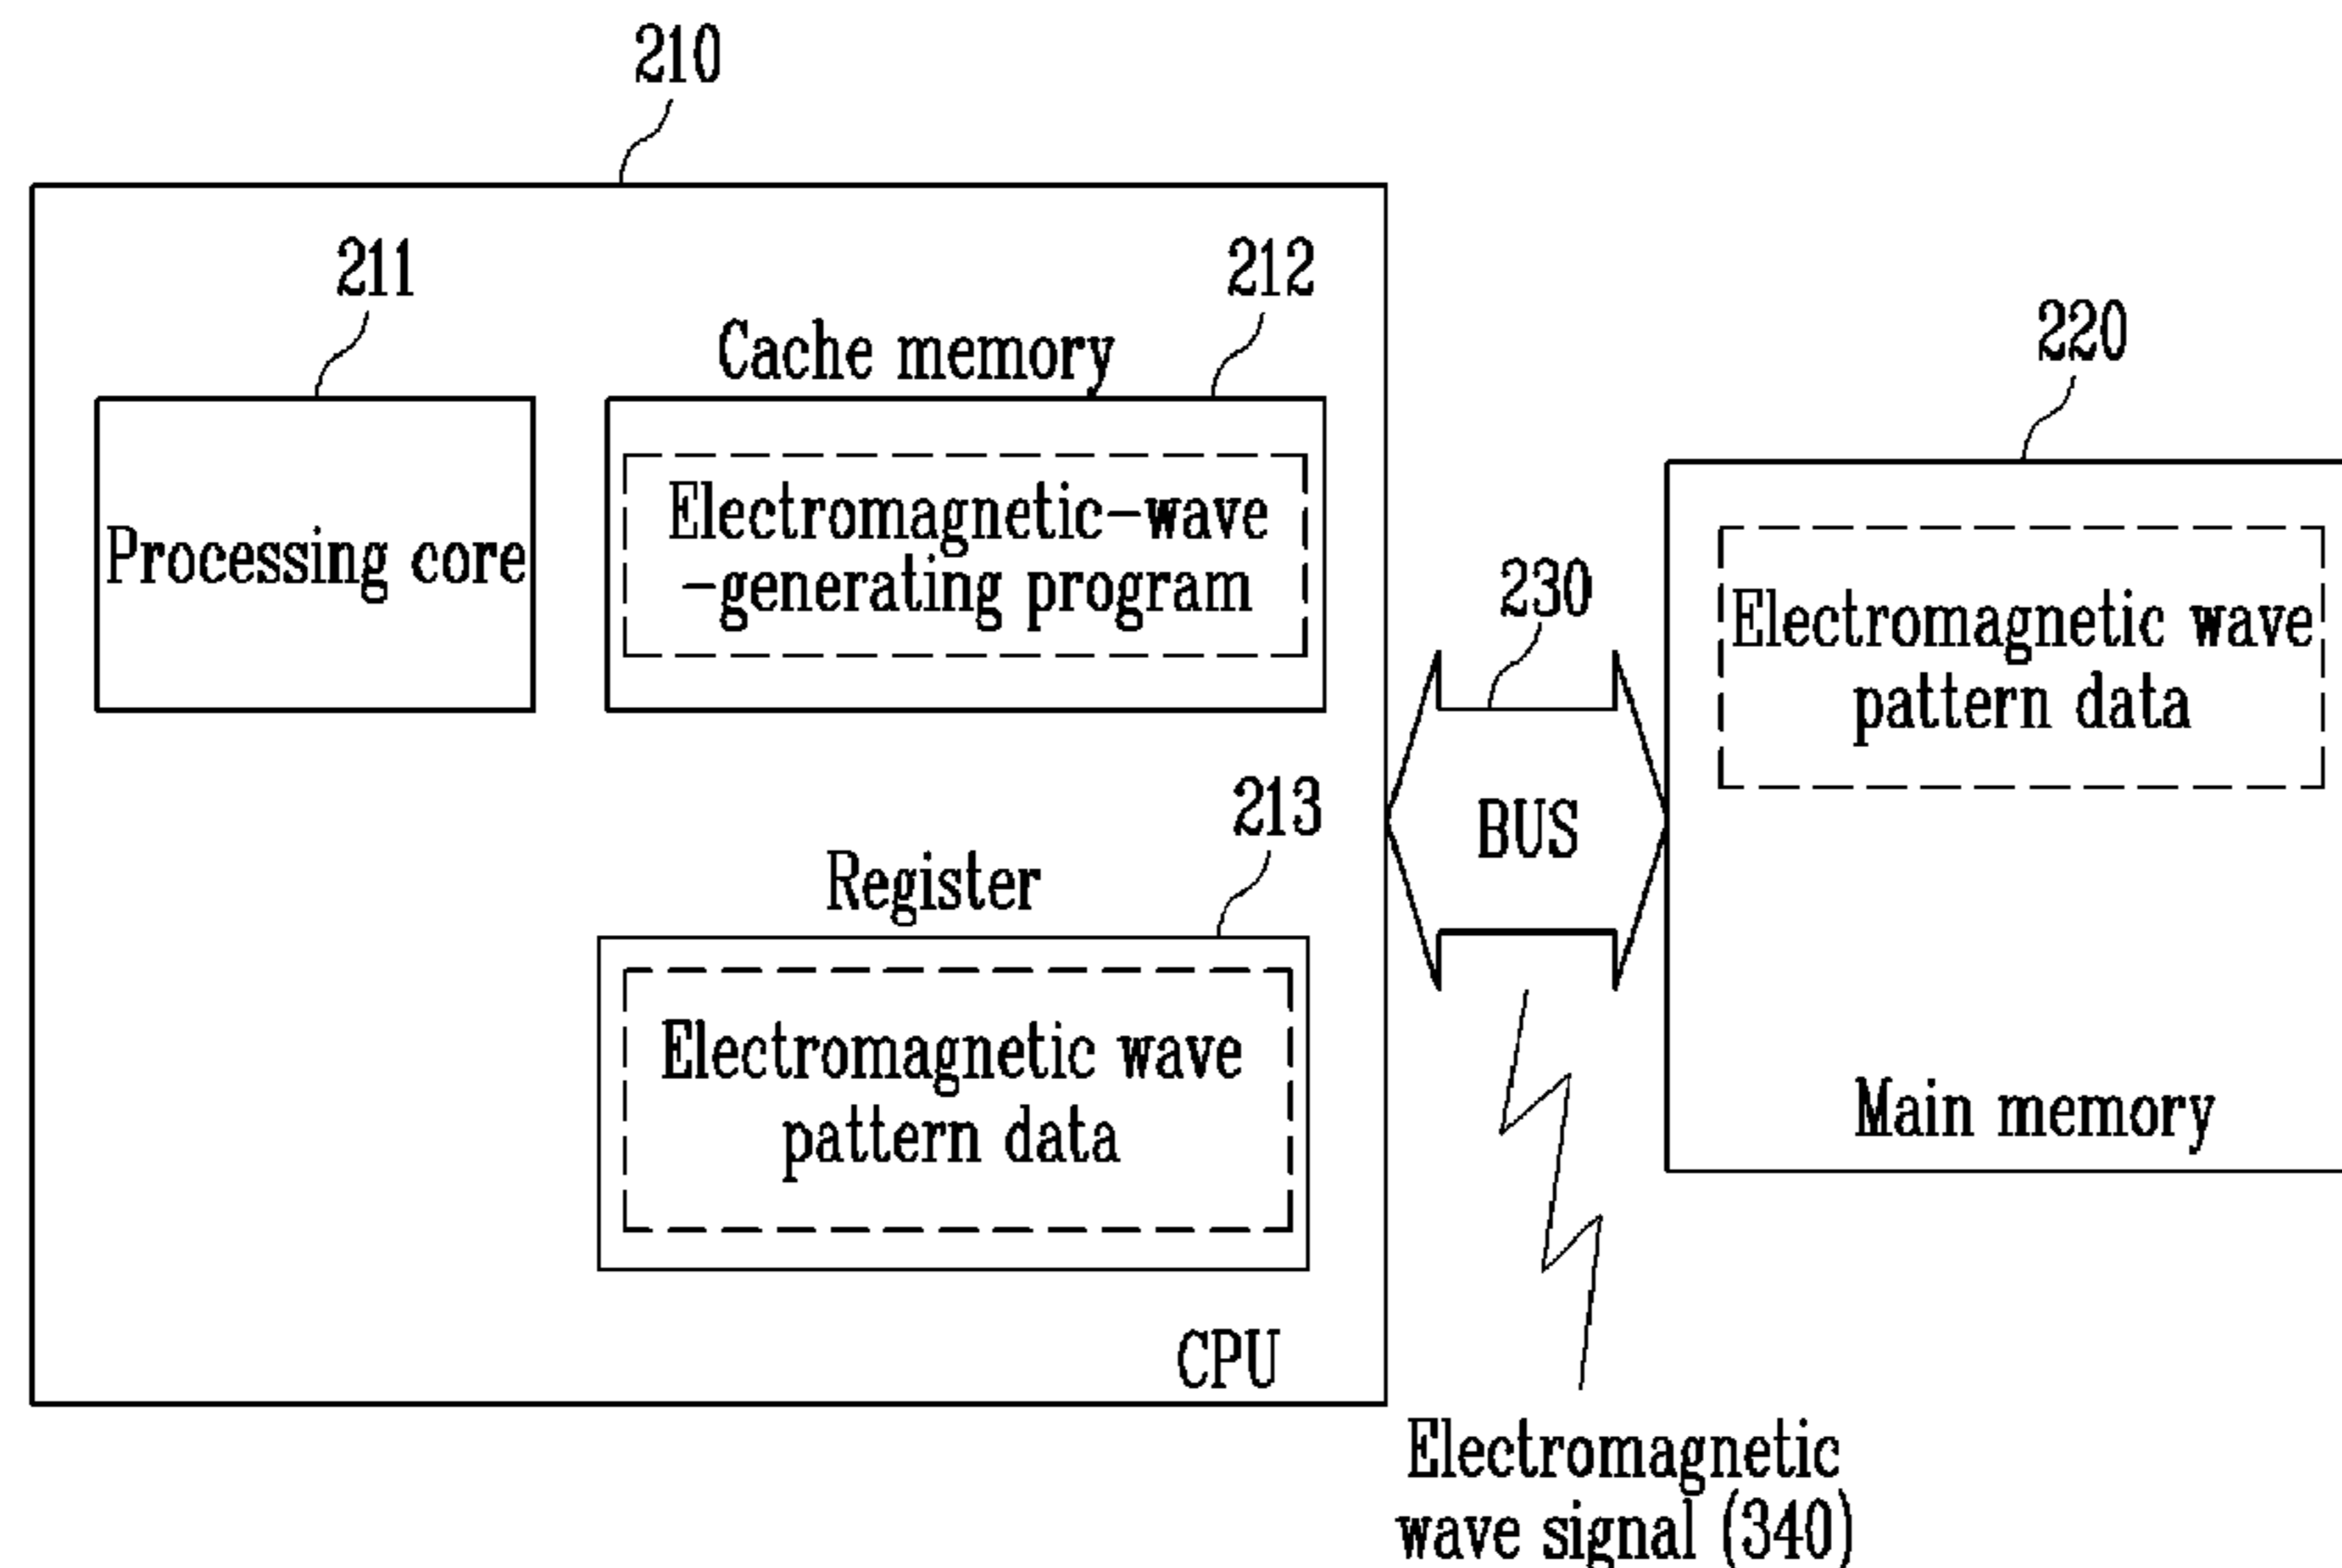 210
211
212
Cache memory
220
Processing core
Electromagnetic-wave
-generating program
230
Electromagnetic wave
pattern data
213
Register
BUS
Electromagnetic wave
pattern data
Main memory
CPU
Electromagnetic
wave signal (340)